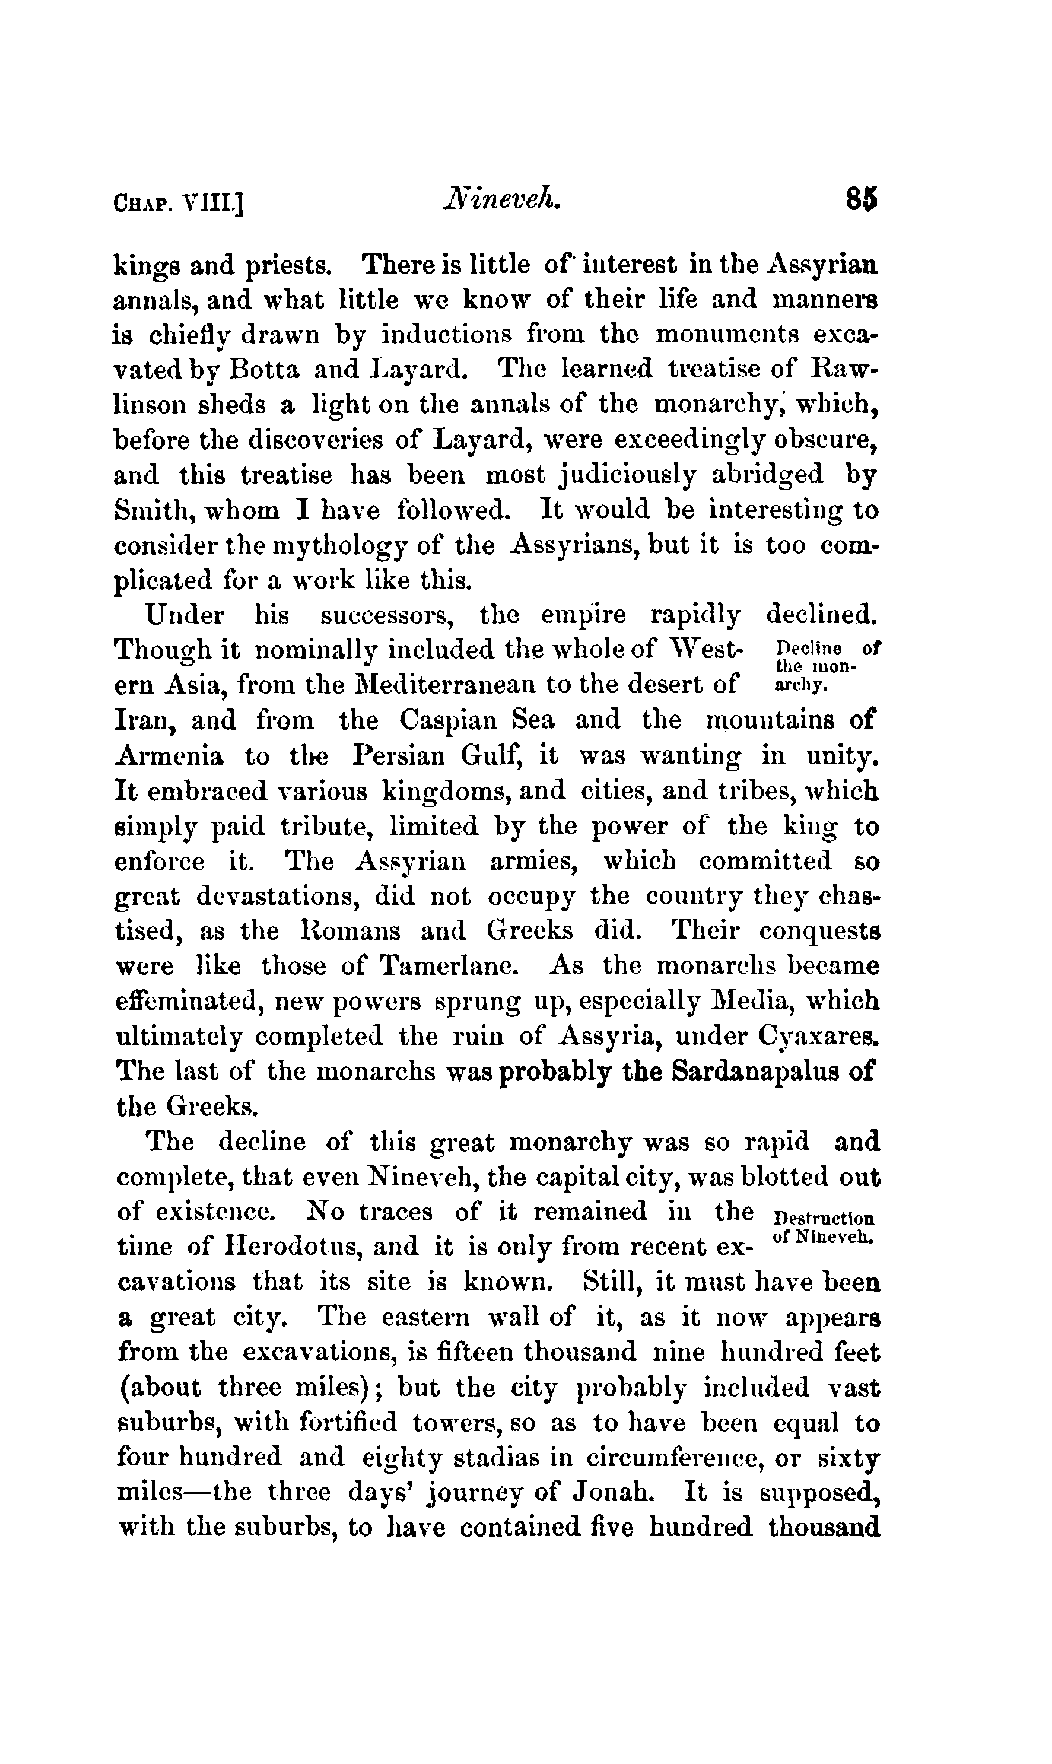 CHAP. VIII.] Nineveh. 85
kings and priests. There is little of interest in the Assyrian
annals, and what little we know of their life and manners
is chiefly drawn by inductions from the monuments exca-
vated by Botta and Layard. The learned treatise of Raw-
linson sheds a light on the annals of the monarchy, which,
before the discoveries of Layard, were exceedingly obscure,
and this treatise has been most judiciously abridged by
Smith, whom I have followed. It would be interesting to
consider the mythology of the Assyrians, but it is too com-
plicated for a work like this.
Under his successors, the empire rapidly declined.
Though it nominally included the whole of West-
ern Asia, from the Mediterranean to the desert of
Decline of
the mon-
archy.
Iran, and from the Caspian Sea and the mountains of
Armenia to the Persian Gulf, it was wanting in unity.
It embraced various kingdoms, and cities, and tribes, which
simply paid tribute, limited by the power of the king to
enforce it. The Assyrian armies, which committed so
great devastations, did not occupy the country they chas-
tised, as the Romans and Greeks did. Their conquests
were like those of Tamerlane. As the monarchs became
effeminated, new powers sprung up, especially Media, which
ultimately completed the ruin of Assyria, under Cyaxares.
The last of the monarchs was probably the Sardanapalus of
the Greeks.
The decline of this great monarchy was so rapid and
complete, that even Nineveh, the capital city, was blotted out
of existence. No traces of it remained in the
time of Herodotus, and it is only from recent ex-
Destruction
of Nineveh.
cavations that its site is known. Still, it must have been
a great city. The eastern wall of it, as it now appears
from the excavations, is fifteen thousand nine hundred feet
(about three miles); but the city probably included vast
suburbs, with fortified towers, so as to have been equal to
four hundred and eighty stadias in circumference, or sixty
miles—the three days' journey of Jonah. It is supposed,
with the suburbs, to have contained five hundred thousand